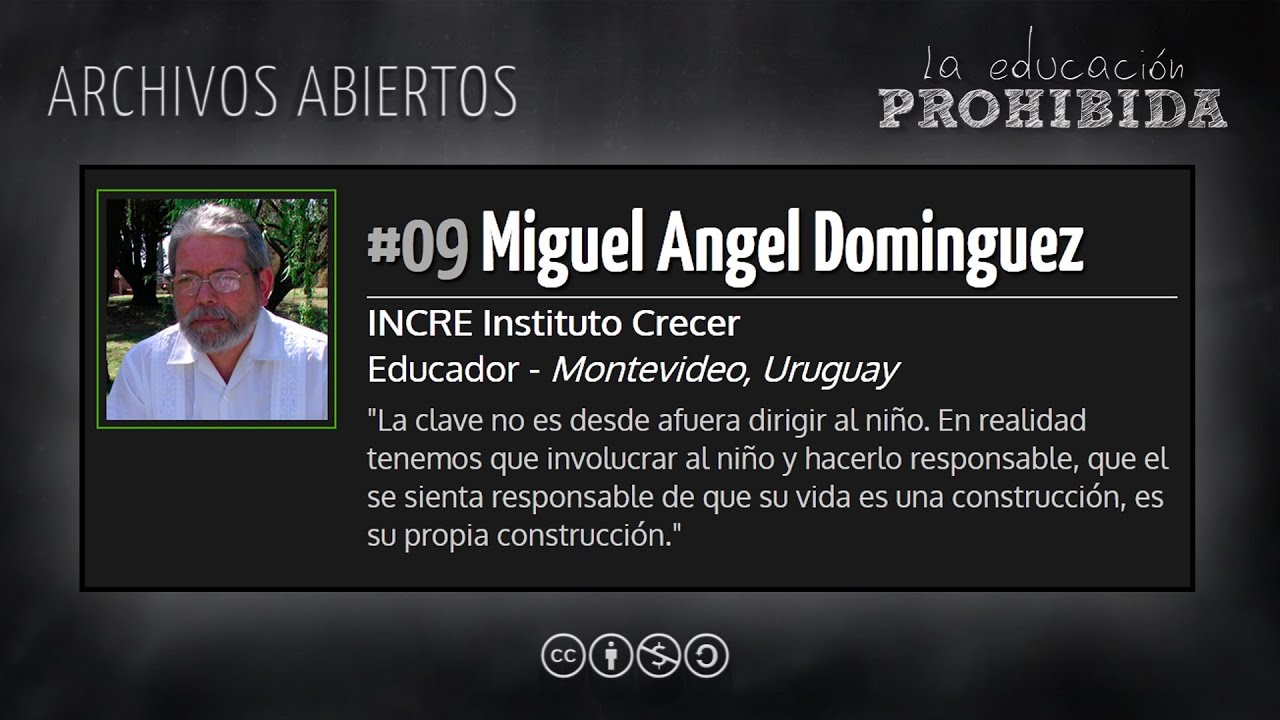 ARCHIVOS ABIERTOS
la educación
PROHIBIDA
#09 Miguel Angel Dominguez
INCRE Instituto Crecer
Educador - Montevideo, Uruguay
"La clave no es desde afuera dirigir al niño. En realidad
tenemos que involucrar al niño y hacerlo responsable, que el
se sienta responsable de que su vida es una construcción, es
su propia construcción."
cc